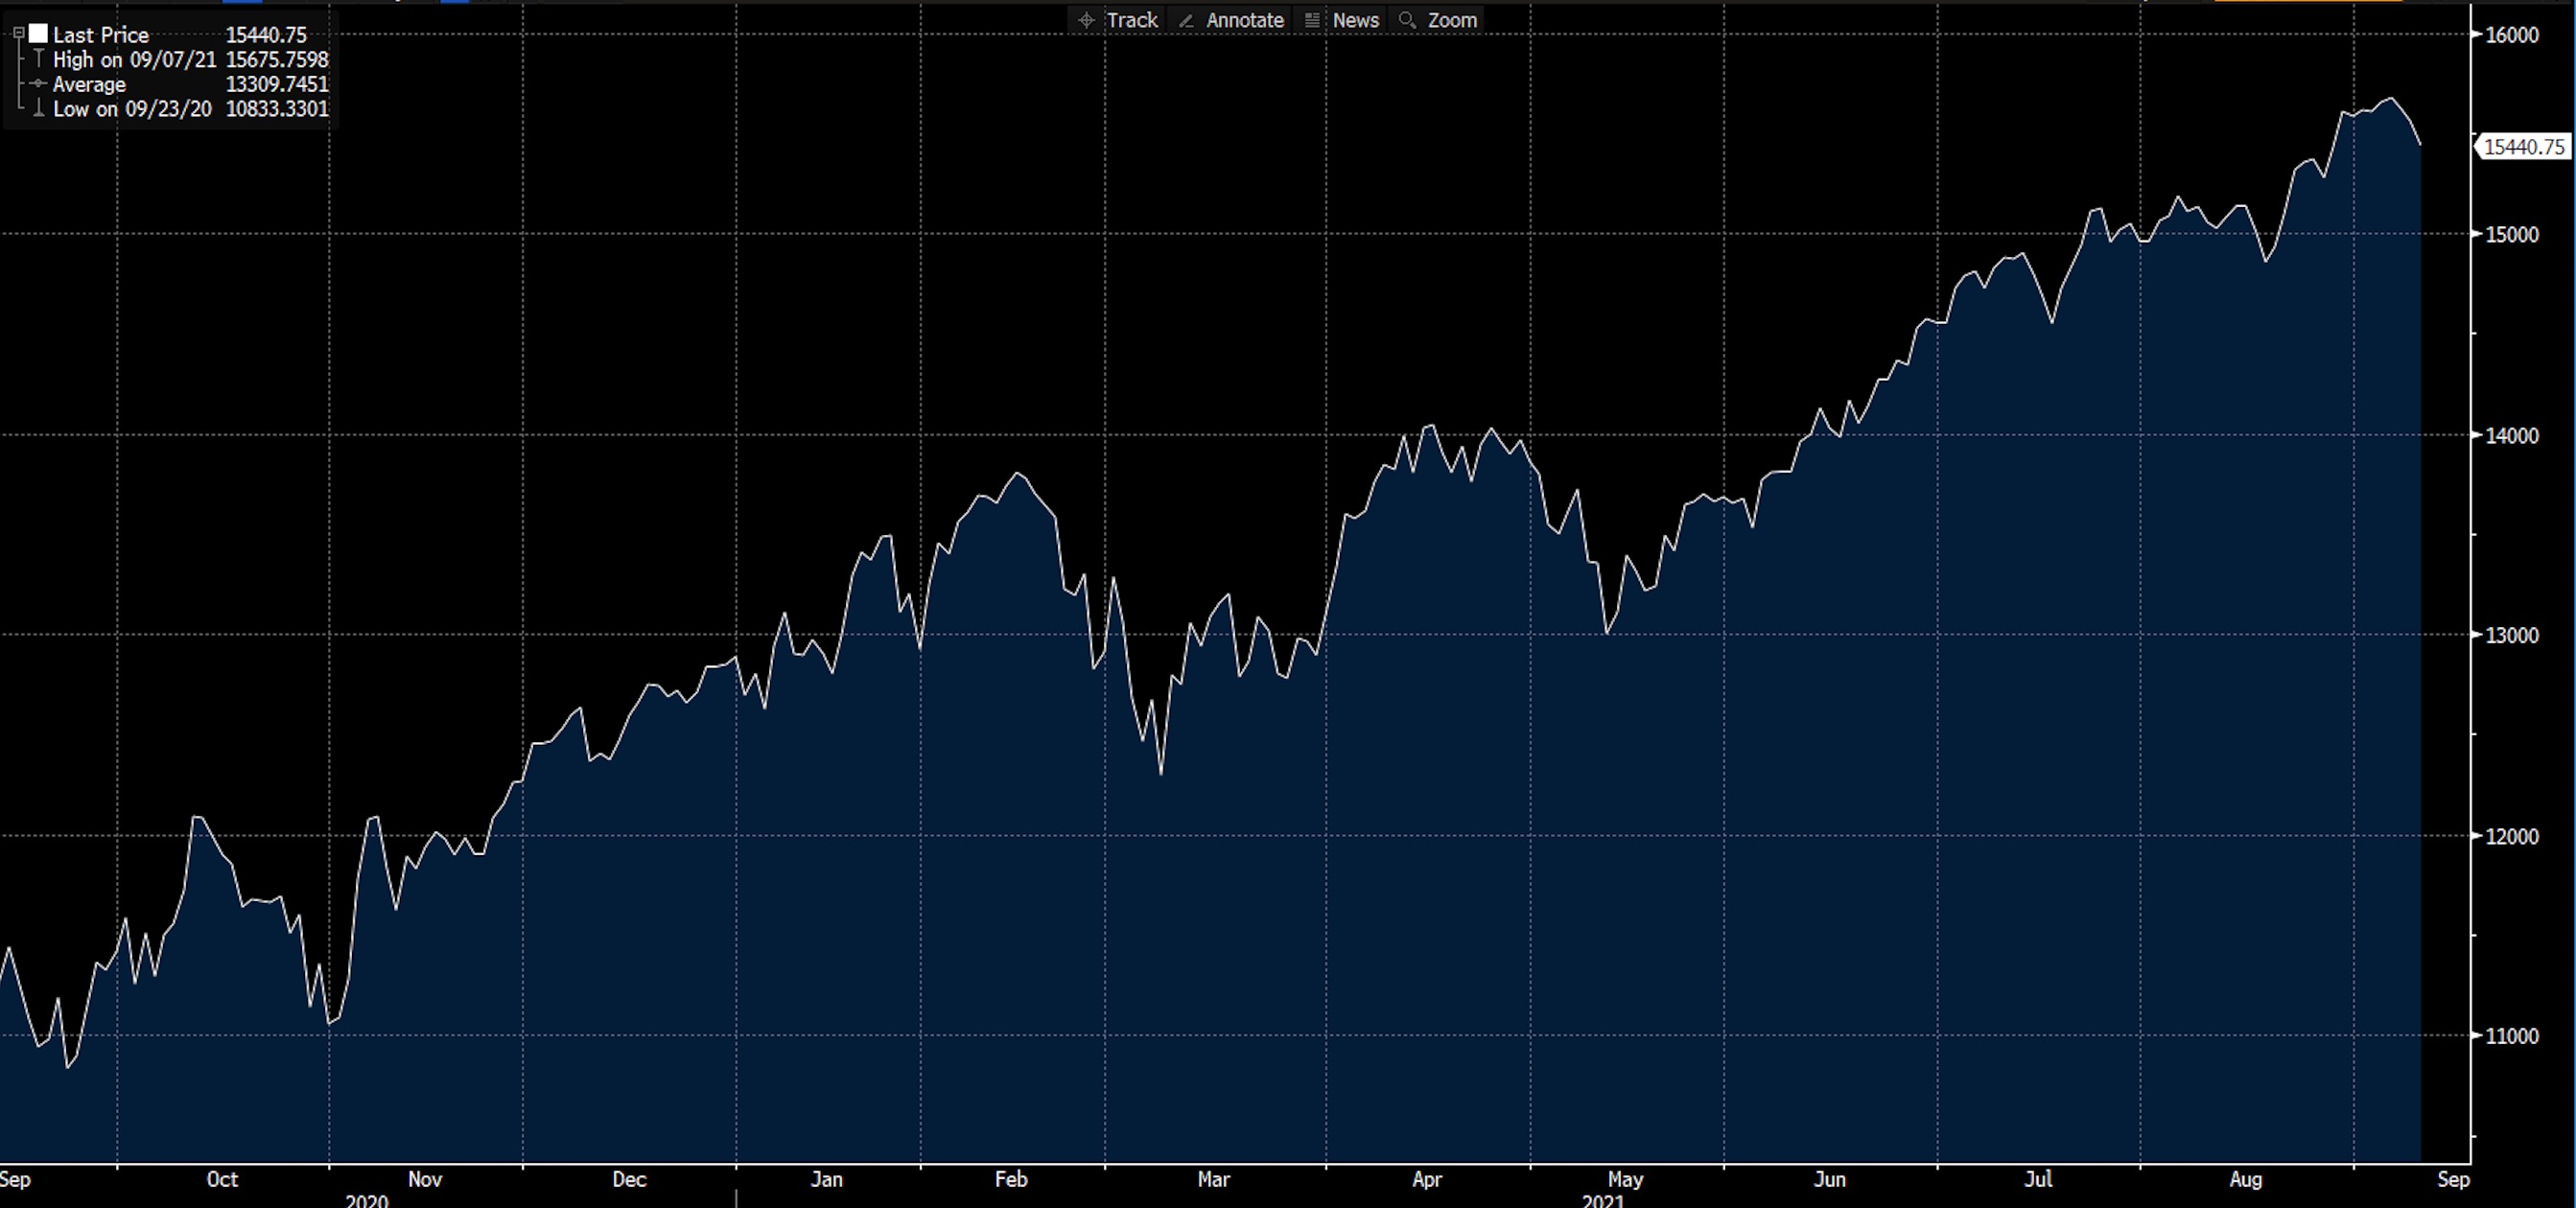 Track Annotate News Zoom
Last Price 15440.75
High on 09/07/21 15675.7598
Average 13309.7451
Low on 09/23/20 10833.3301
16000
15440.75
15000
14000
13000
12000
11000
Sep Oct Nov Dec Jan Feb Mar Apr May Jun Jul Aug Sep
2020 2021